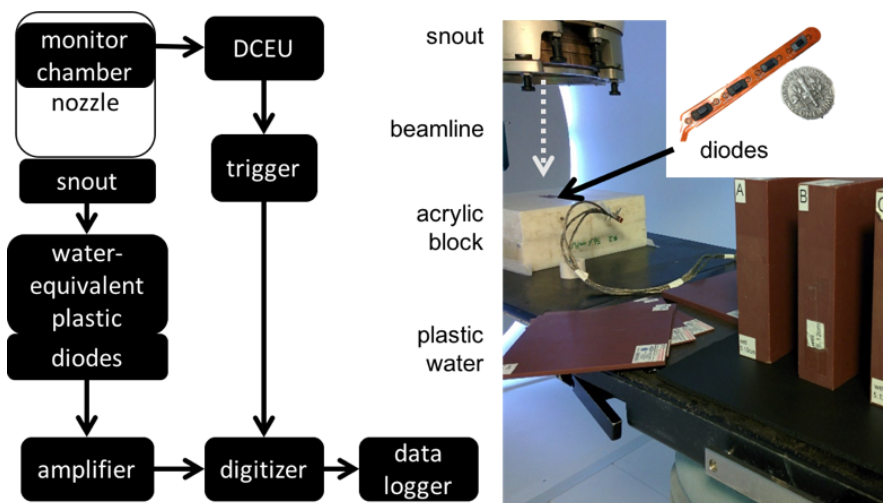 monitor
chamber
nozzle
DCEU
snout
trigger
water-
equivalent
plastic
diodes
amplifier
digitizer
data
logger
snout
beamline
diodes
acrylic
block
plastic
water
A
B